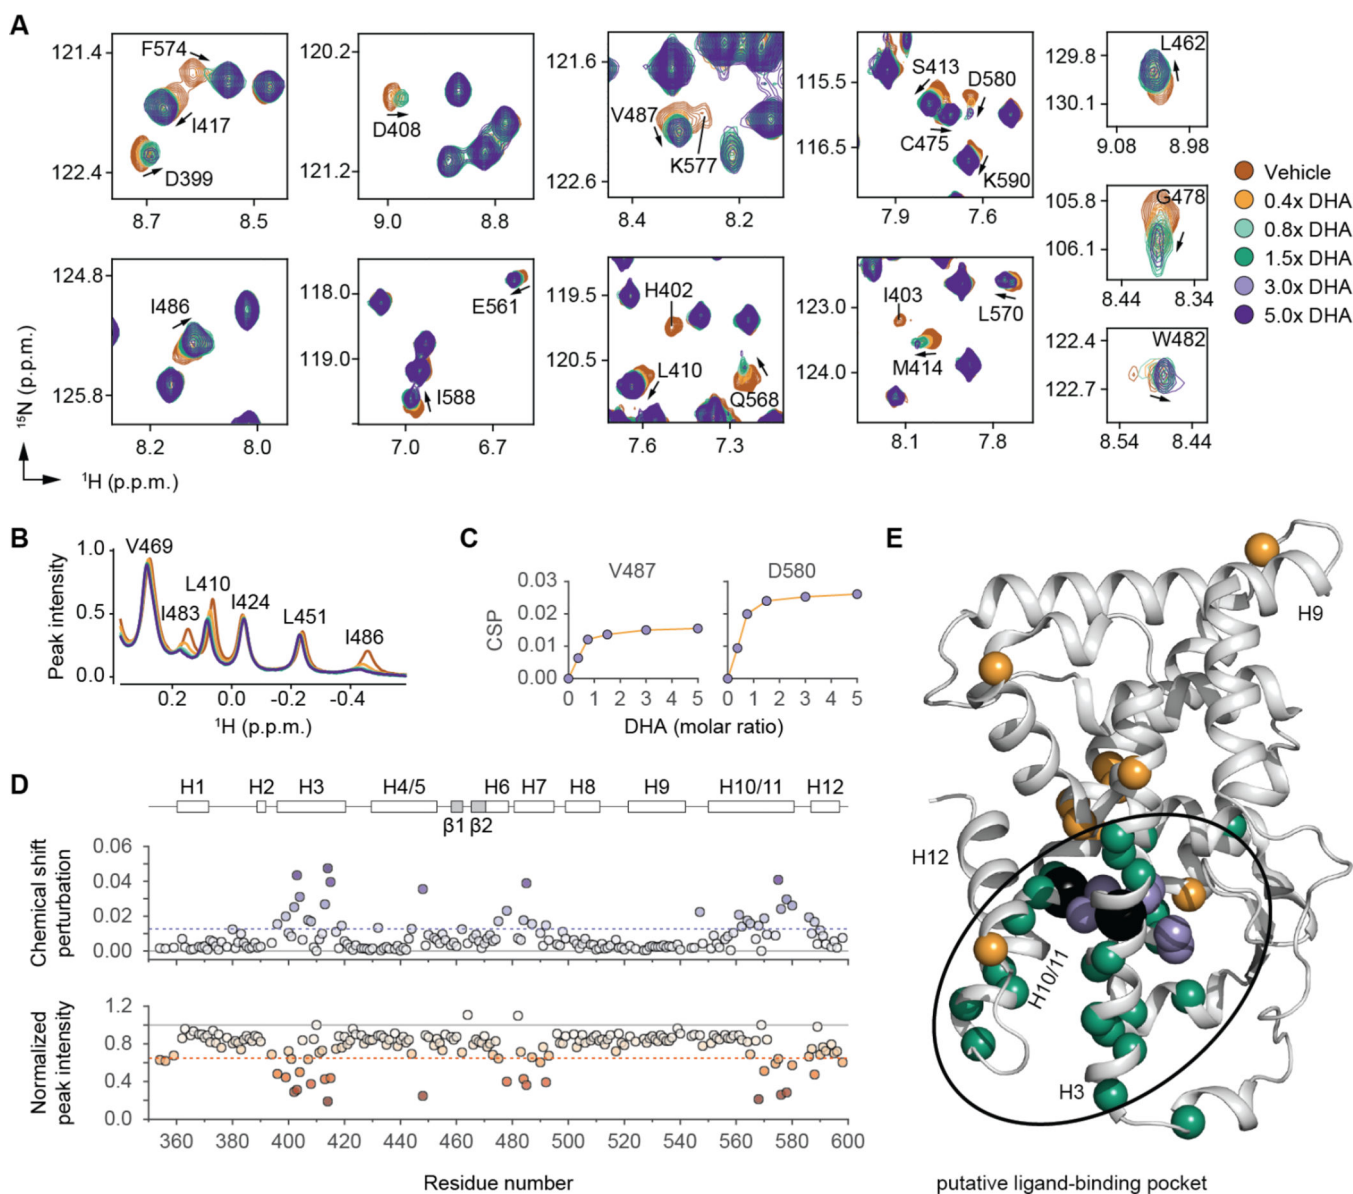 A
121.4
122.4
F574
I417
D399
8.7
8.5
120.2
121.2
D408
9.0
8.8
121.6
122.6
V487
K577
8.4
8.2
115.5
116.5
S413
D580
C475
K590
7.9
7.6
129.8
130.1
L462
9.08
8.98
105.8
106.1
G478
8.44
8.34
122.4
122.7
W482
8.54
8.44
Vehicle
0.4x DHA
0.8x DHA
1.5x DHA
3.0x DHA
5.0x DHA
124.8
125.8
I486
8.2
8.0
118.0
119.0
E561
I588
7.0
6.7
119.5
120.5
H402
L410
Q568
7.6
7.3
123.0
124.0
I403
L570
M414
8.1
7.8
¹⁵N (p.p.m.)
¹H (p.p.m.)
B
Peak intensity
1.0
0.5
0.0
V469
L410
I483
I424
L451
I486
0.2
0.0
-0.2
-0.4
¹H (p.p.m.)
C
CSP
0.03
0.02
0.01
0.00
V487
D580
0 1 2 3 4 5
0 1 2 3 4 5
DHA (molar ratio)
D
H1
H2
H3
H4/5
H6
H7
H8
H9
H10/11
H12
β1 β2
Chemical shift
perturbation
0.06
0.04
0.02
0.00
Normalized
peak intensity
1.2
0.8
0.4
0.0
360 380 400 420 440 460 480 500 520 540 560 580 600
Residue number
E
H9
H12
H10/11
H3
putative ligand-binding pocket